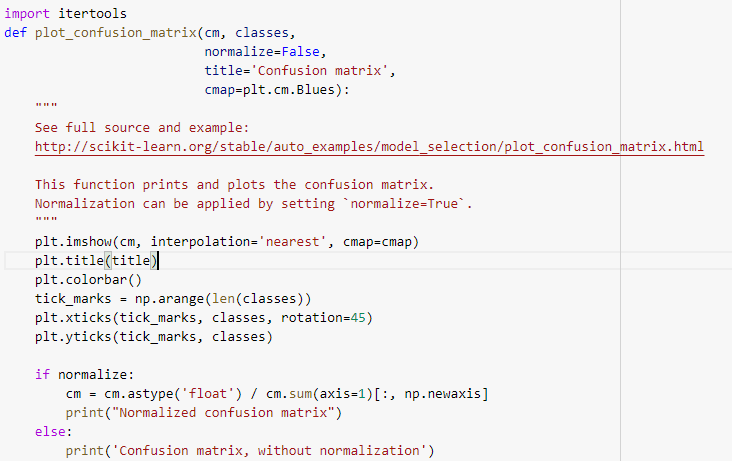 import itertools
def plot_confusion_matrix(cm, classes,
                          normalize=False,
                          title='Confusion matrix',
                          cmap=plt.cm.Blues):
    """
    See full source and example:
    http://scikit-learn.org/stable/auto_examples/model_selection/plot_confusion_matrix.html

    This function prints and plots the confusion matrix.
    Normalization can be applied by setting `normalize=True`.
    """
    plt.imshow(cm, interpolation='nearest', cmap=cmap)
    plt.title(title)
    plt.colorbar()
    tick_marks = np.arange(len(classes))
    plt.xticks(tick_marks, classes, rotation=45)
    plt.yticks(tick_marks, classes)

    if normalize:
        cm = cm.astype('float') / cm.sum(axis=1)[:, np.newaxis]
        print("Normalized confusion matrix")
    else:
        print('Confusion matrix, without normalization')